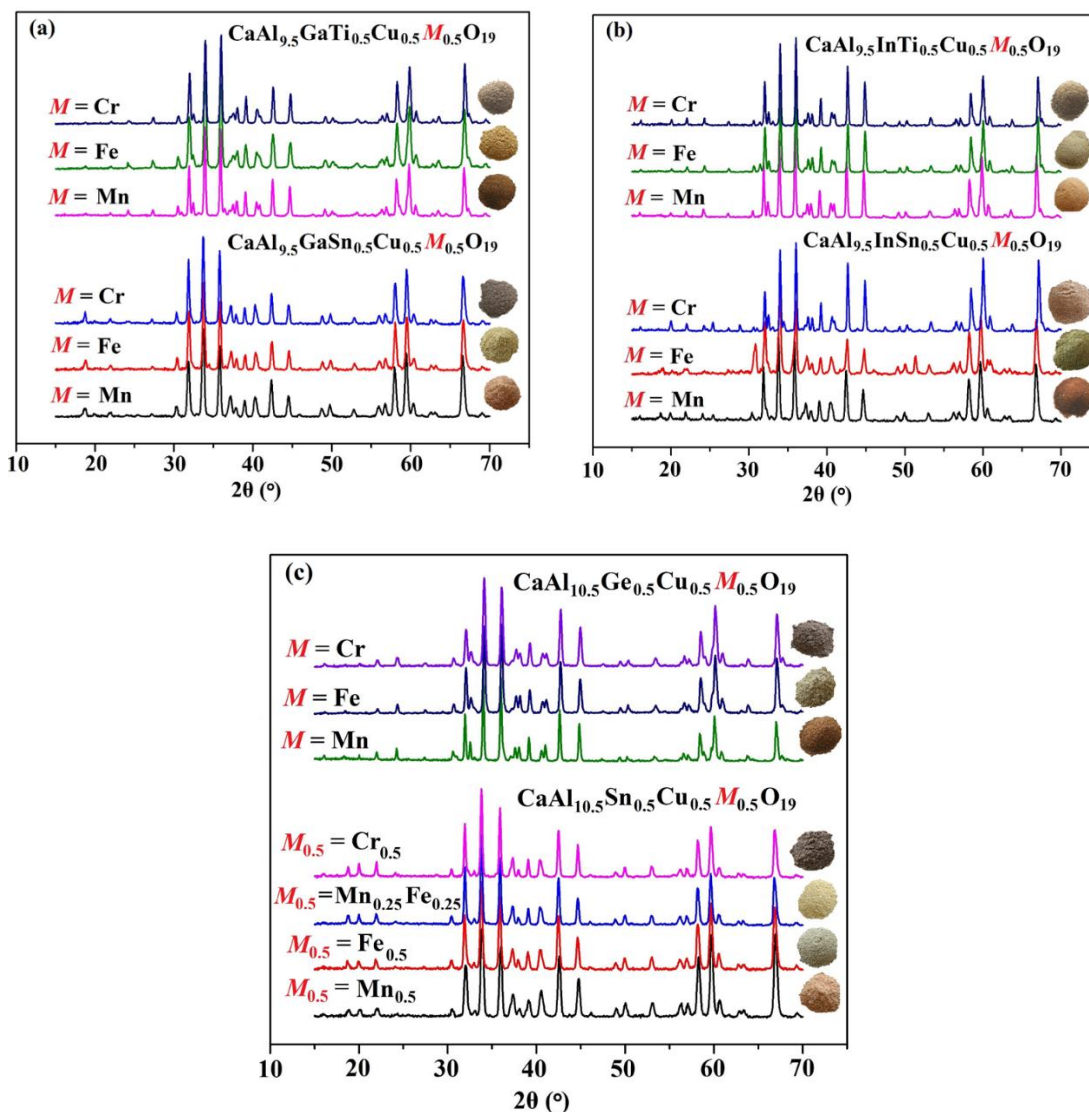 (a)
CaAl9.5GaTi0.5Cu0.5M0.5O19
M = Cr
M = Fe
M = Mn
CaAl9.5GaSn0.5Cu0.5M0.5O19
M = Cr
M = Fe
M = Mn
10 20 30 40 50 60 70
2θ (°)
(b)
CaAl9.5InTi0.5Cu0.5M0.5O19
M = Cr
M = Fe
M = Mn
CaAl9.5InSn0.5Cu0.5M0.5O19
M = Cr
M = Fe
M = Mn
10 20 30 40 50 60 70
2θ (°)
(c)
CaAl10.5Ge0.5Cu0.5M0.5O19
M = Cr
M = Fe
M = Mn
CaAl10.5Sn0.5Cu0.5M0.5O19
M0.5 = Cr0.5
M0.5=Mn0.25Fe0.25
M0.5 = Fe0.5
M0.5 = Mn0.5
10 20 30 40 50 60 70
2θ (°)